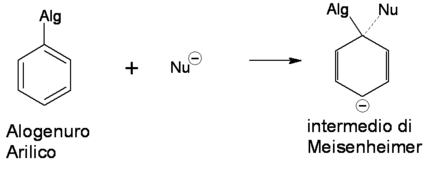 Alg
Alg Nu
+ Nu⊖
⊖
Alogenuro
Arilico
intermedio di
Meisenheimer